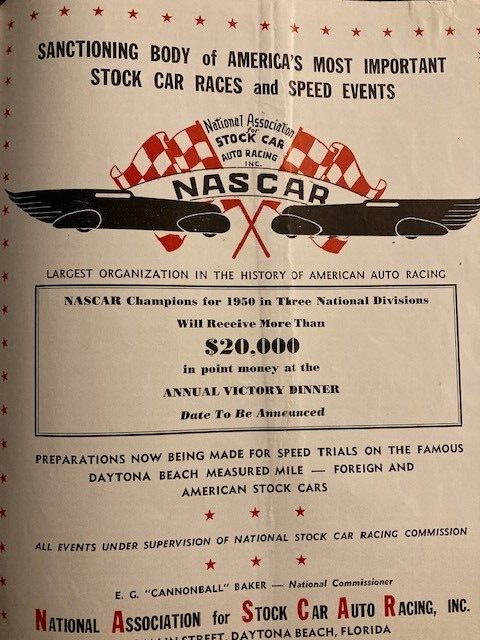 SANCTIONING BODY of AMERICA'S MOST IMPORTANT
STOCK CAR RACES and SPEED EVENTS
National Association
for
STOCK CAR
AUTO RACING
INC.
NASCAR
LARGEST ORGANIZATION IN THE HISTORY OF AMERICAN AUTO RACING
NASCAR Champions for 1950 in Three National Divisions
Will Receive More Than
$20,000
in point money at the
ANNUAL VICTORY DINNER
Date To Be Announced
PREPARATIONS NOW BEING MADE FOR SPEED TRIALS ON THE FAMOUS
DAYTONA BEACH MEASURED MILE — FOREIGN AND
AMERICAN STOCK CARS
ALL EVENTS UNDER SUPERVISION OF NATIONAL STOCK CAR RACING COMMISSION
E. G. "CANNONBALL" BAKER — National Commissioner
NATIONAL ASSOCIATION for STOCK CAR AUTO RACING, INC.
STREET, DAYTONA BEACH, FLORIDA